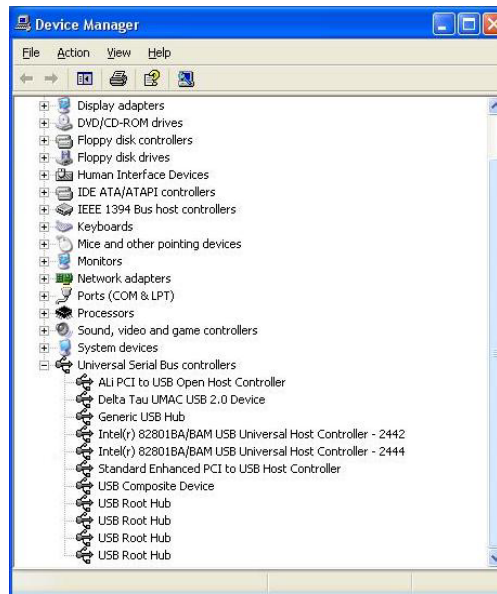 Device Manager
File Action View Help
Display adapters
DVD/CD-ROM drives
Floppy disk controllers
Floppy disk drives
Human Interface Devices
IDE ATA/ATAPI controllers
IEEE 1394 Bus host controllers
Keyboards
Mice and other pointing devices
Monitors
Network adapters
Ports (COM & LPT)
Processors
Sound, video and game controllers
System devices
Universal Serial Bus controllers
ALi PCI to USB Open Host Controller
Delta Tau UMAC USB 2.0 Device
Generic USB Hub
Intel(r) 82801BA/BAM USB Universal Host Controller - 2442
Intel(r) 82801BA/BAM USB Universal Host Controller - 2444
Standard Enhanced PCI to USB Host Controller
USB Composite Device
USB Root Hub
USB Root Hub
USB Root Hub
USB Root Hub